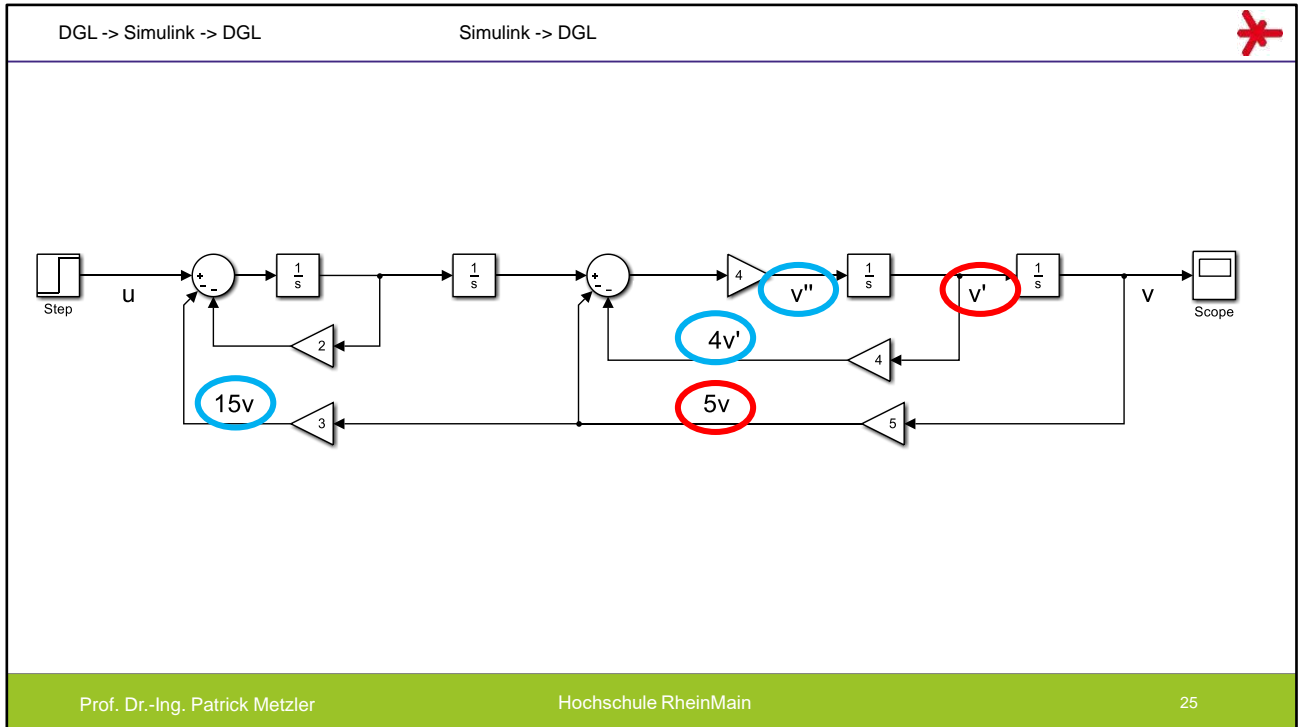 DGL -> Simulink -> DGL
Simulink -> DGL
Step
u
+
-
-
1
s
2
1
s
+
-
-
4
v''
1
s
v'
1
s
v
Scope
4v'
4
15v
3
5v
5
Prof. Dr.-Ing. Patrick Metzler
Hochschule RheinMain
25